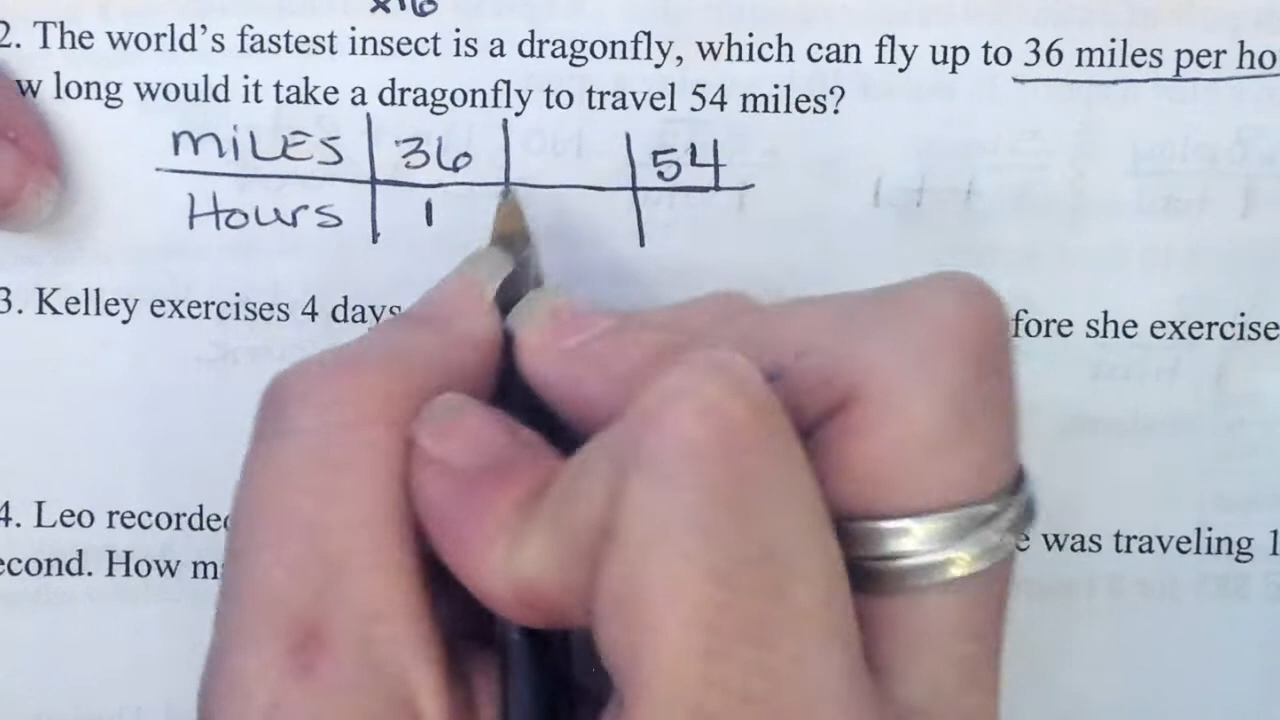 x16
2. The world's fastest insect is a dragonfly, which can fly up to 36 miles per ho
w long would it take a dragonfly to travel 54 miles?
miLES 36 54
Hours 1
3. Kelley exercises 4 days fore she exercise
4. Leo recorded e was traveling 1
econd. How m